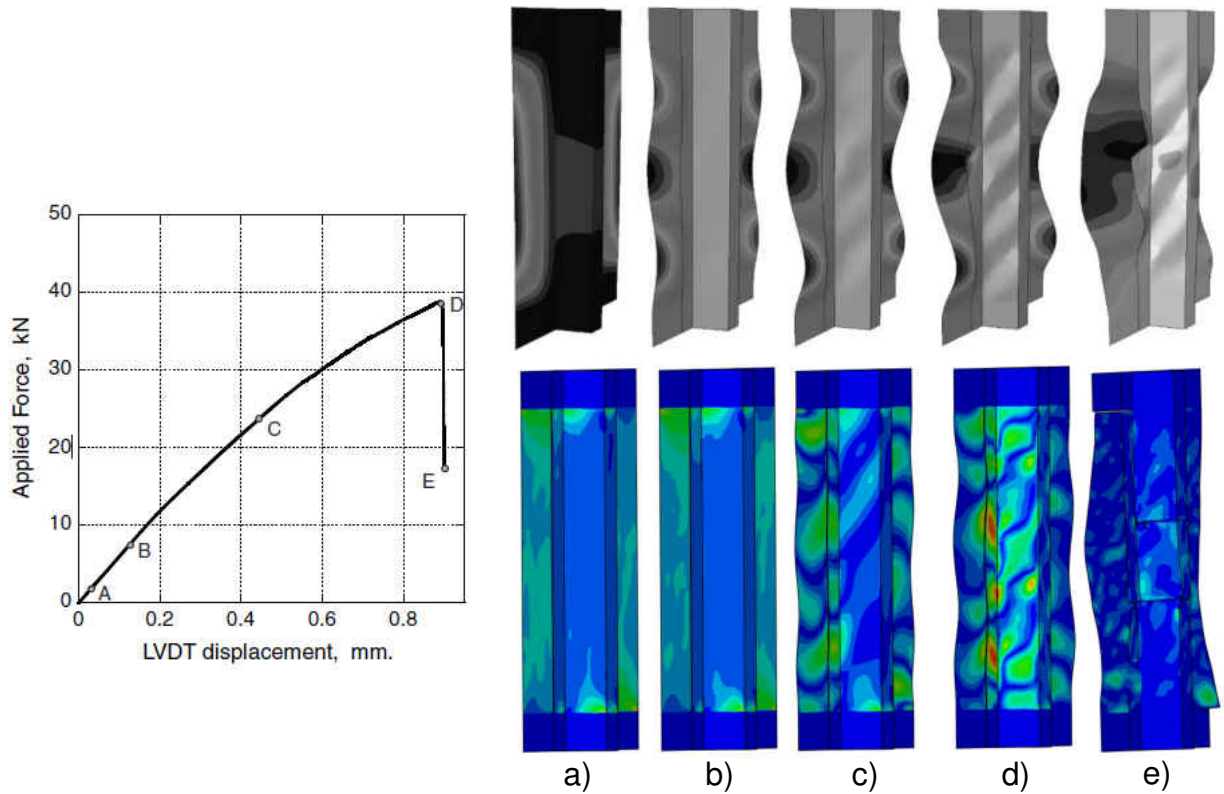 50
40
30
20
10
0
Applied Force, kN
A
B
C
D
E
0
0.2
0.4
0.6
0.8
LVDT displacement, mm.
a) b) c) d) e)